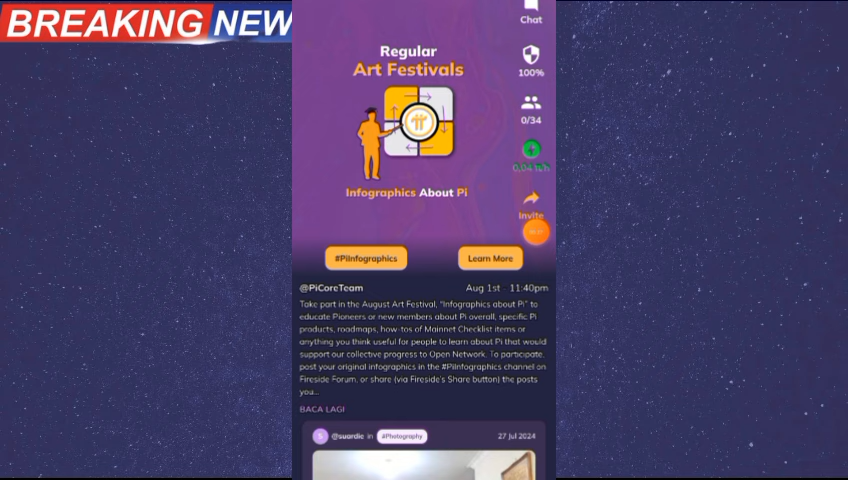 BREAKING NEW
Chat
Regular
Art Festivals
100%
0/34
Infographics About Pi
Invite
#PiInfographics
Learn More
@PiCoreTeam
Aug 1st · 11:40pm
Take part in the August Art Festival, "Infographics about Pi" to
educate Pioneers or new members about Pi overall, specific Pi
products, roadmaps, how-tos of Mainnet Checklist items or
anything you think useful for people to learn about Pi that would
support our collective progress to Open Network. To participate,
post your original infographics in the #PiInfographics channel on
Fireside Forum, or share (via Fireside's Share button) the posts
you...
BACA LAGI
S @suardic in #Photography 27 Jul 2024